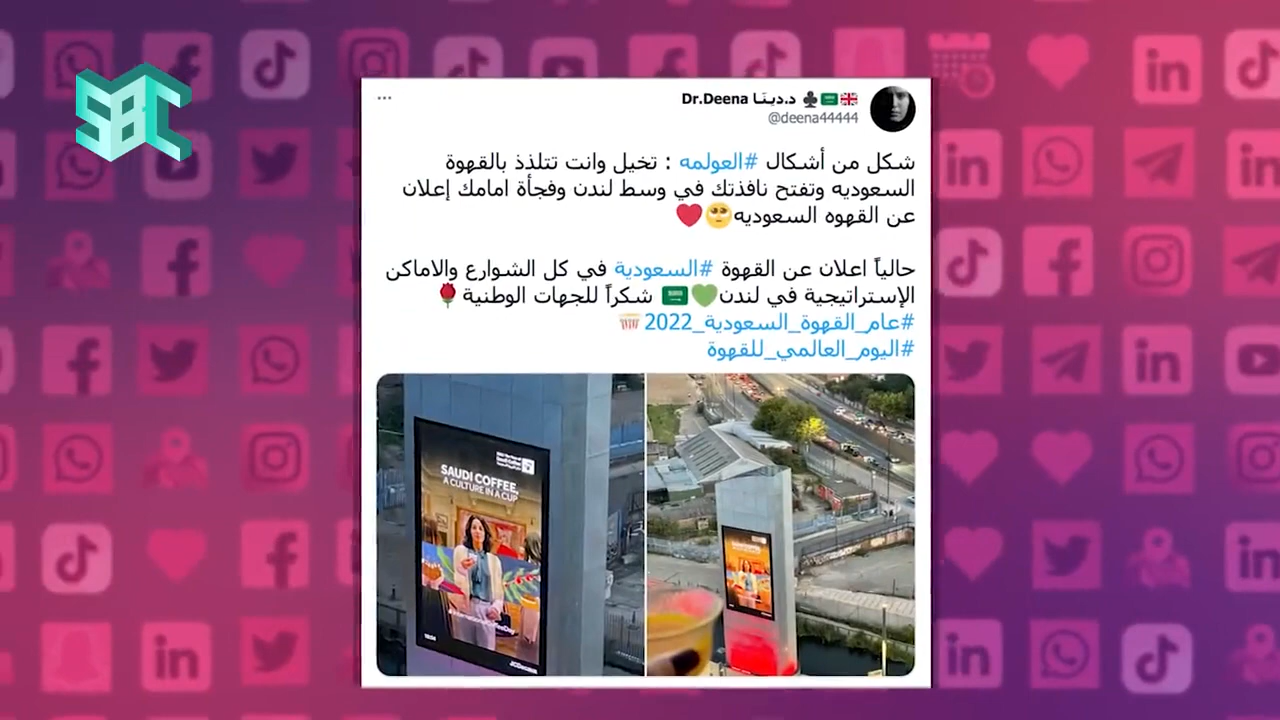 SBC
Dr.Deena د.دينا
@deena44444
شكل من أشكال #العولمه : تخيل وانت تتلذذ بالقهوة
السعوديه وتفتح نافذتك في وسط لندن وفجأة امامك إعلان
عن القهوه السعوديه
حالياً اعلان عن القهوة #السعودية في كل الشوارع والاماكن
الإستراتيجية في لندن شكراً للجهات الوطنية
#عام_القهوة_السعودية_2022
#اليوم_العالمي_للقهوة
SAUDI COFFEE,
A CULTURE IN A CUP
JCDecaux